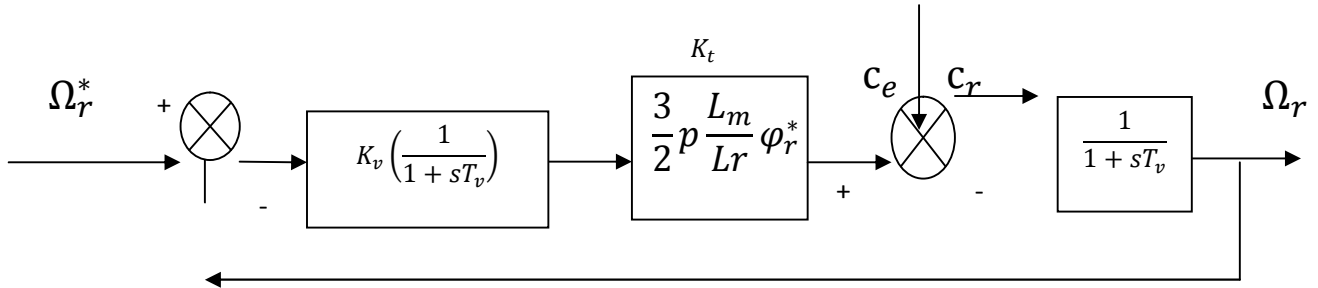 K_t
Ω_r^*
+
K_v(1/(1 + sT_v))
3/2 p L_m/Lr φ_r^*
c_e
c_r
1/(1 + sT_v)
Ω_r
-
+
-